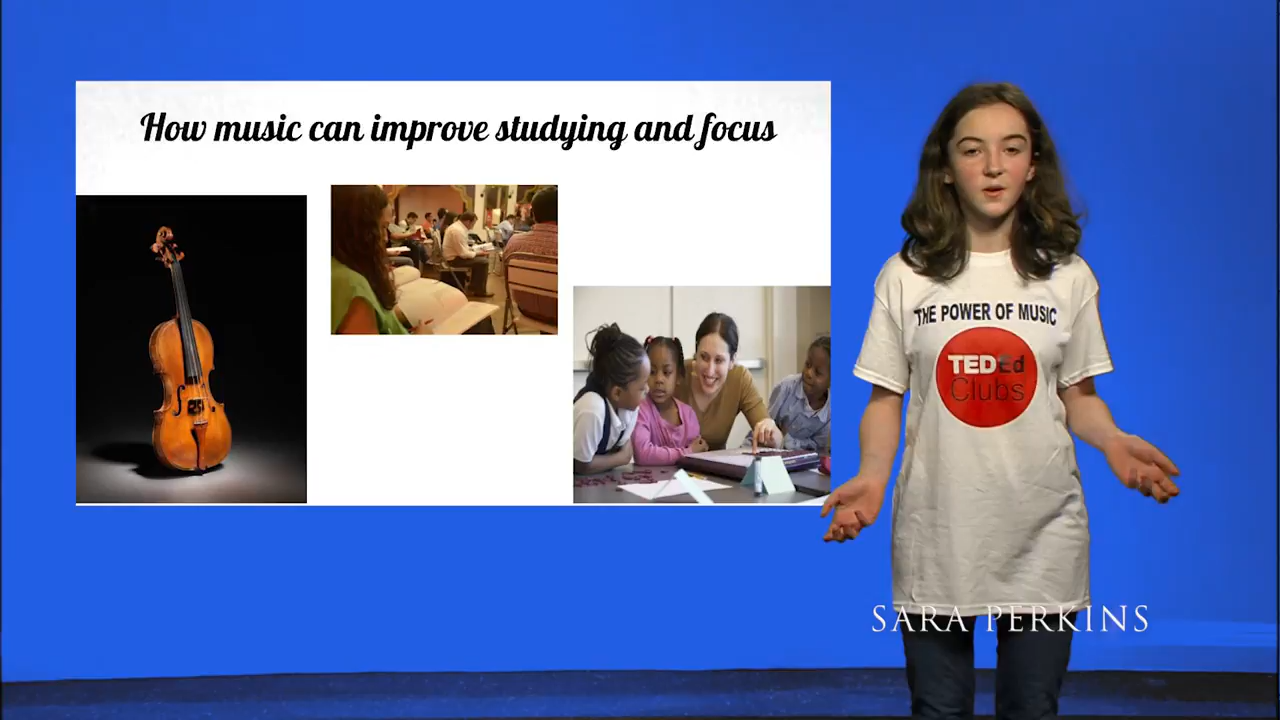 How music can improve studying and focus
THE POWER OF MUSIC
TEDEd
Clubs
SARA PERKINS